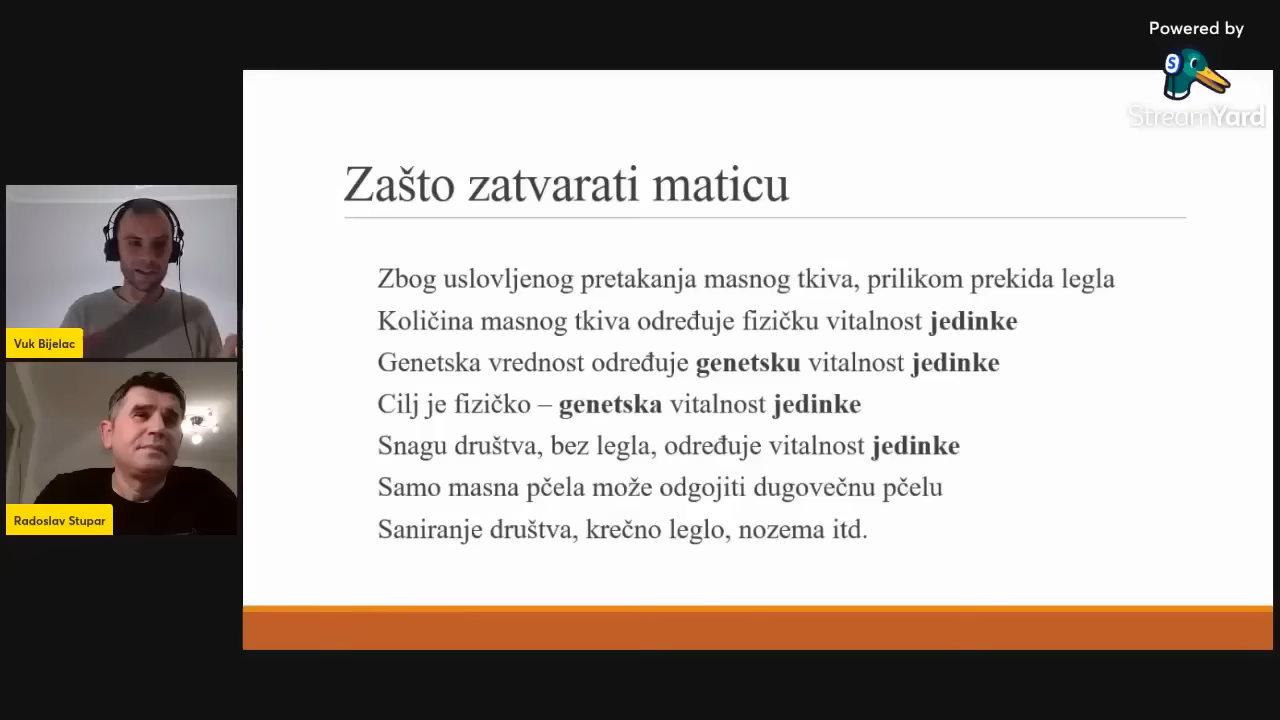 Powered by
StreamYard
Zašto zatvarati maticu
Zbog uslovljenog pretakanja masnog tkiva, prilikom prekida legla
Količina masnog tkiva određuje fizičku vitalnost jedinke
Genetska vrednost određuje genetsku vitalnost jedinke
Cilj je fizičko – genetska vitalnost jedinke
Snagu društva, bez legla, određuje vitalnost jedinke
Samo masna pčela može odgojiti dugovečnu pčelu
Saniranje društva, krečno leglo, nozema itd.
Vuk Bijelac
Radoslav Stupar